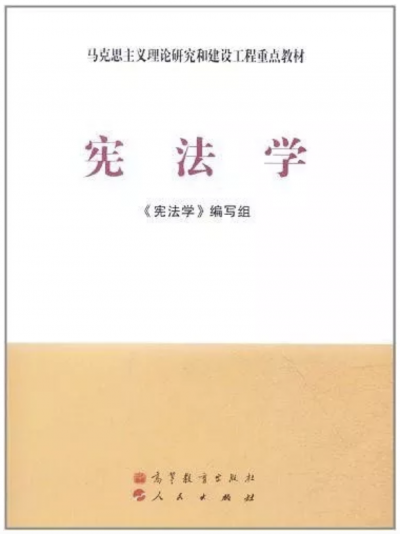 马克思主义理论研究和建设工程重点教材
宪法学
《宪法学》编写组
高等教育出版社
人民出版社